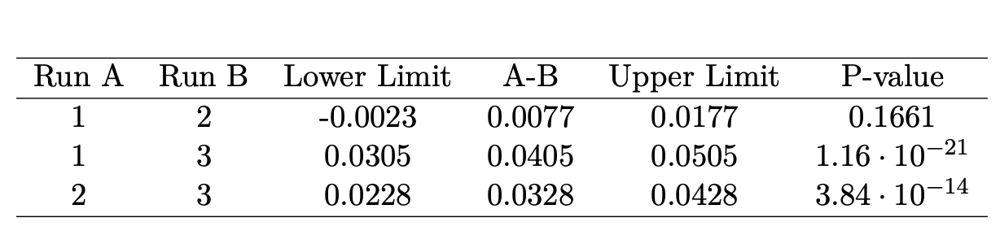 Run A Run B Lower Limit A-B Upper Limit P-value
1 2 -0.0023 0.0077 0.0177 0.1661
1 3 0.0305 0.0405 0.0505 1.16 · 10⁻²¹
2 3 0.0228 0.0328 0.0428 3.84 · 10⁻¹⁴